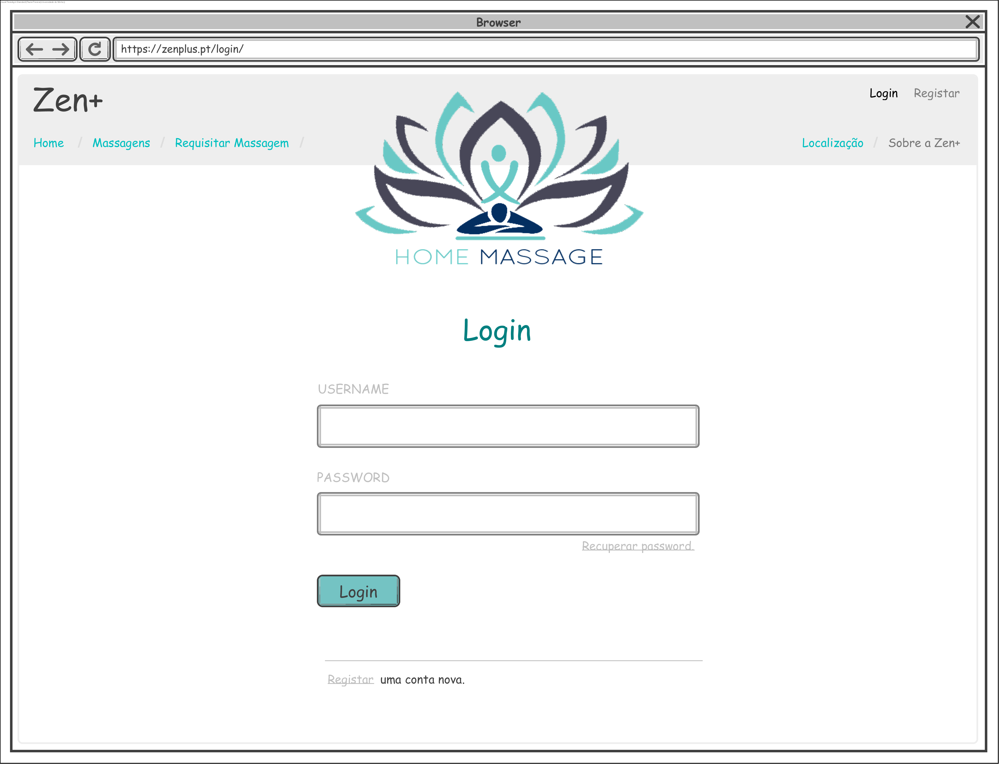 Visual Paradigm Standard(Paula Pereira(Universidade do Minho))
Browser
https://zenplus.pt/login/
Zen+
Login Registar
Home / Massagens / Requisitar Massagem /
Localização / Sobre a Zen+
HOME MASSAGE
Login
USERNAME
PASSWORD
Recuperar password.
Login
Registar uma conta nova.